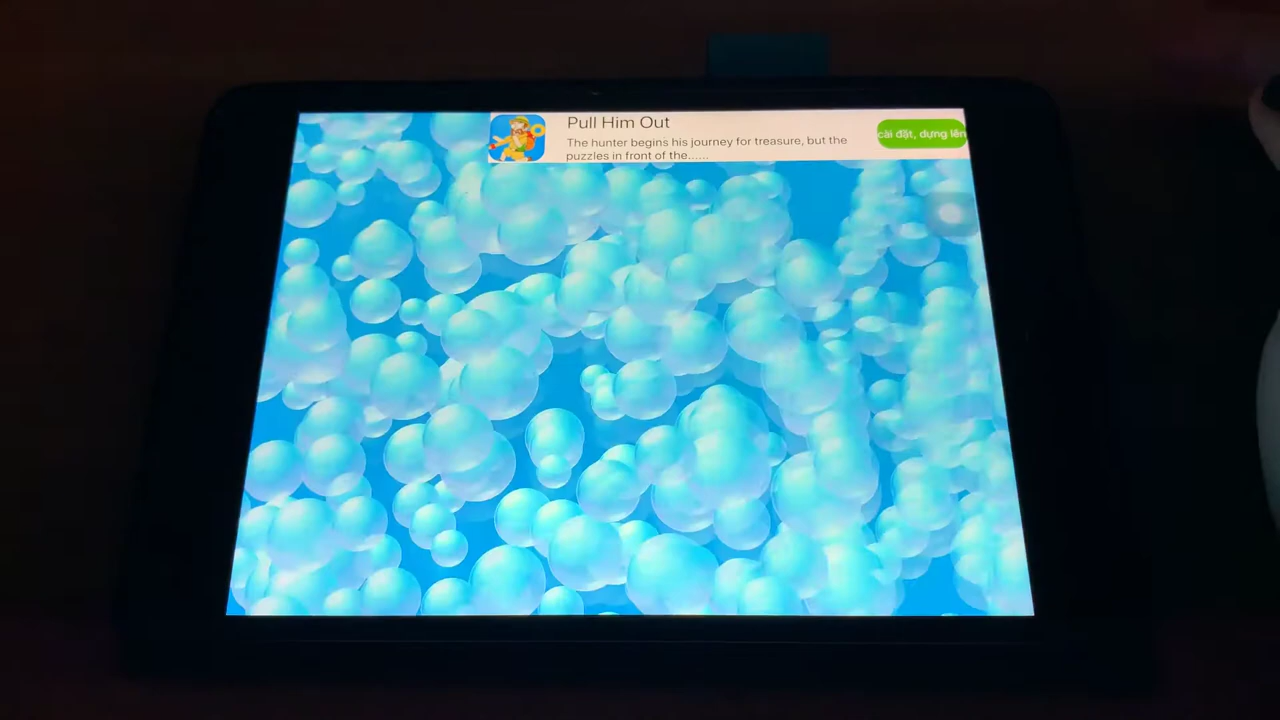 Pull Him Out
The hunter begins his journey for treasure, but the
puzzles in front of the......
cài đặt, dựng lên